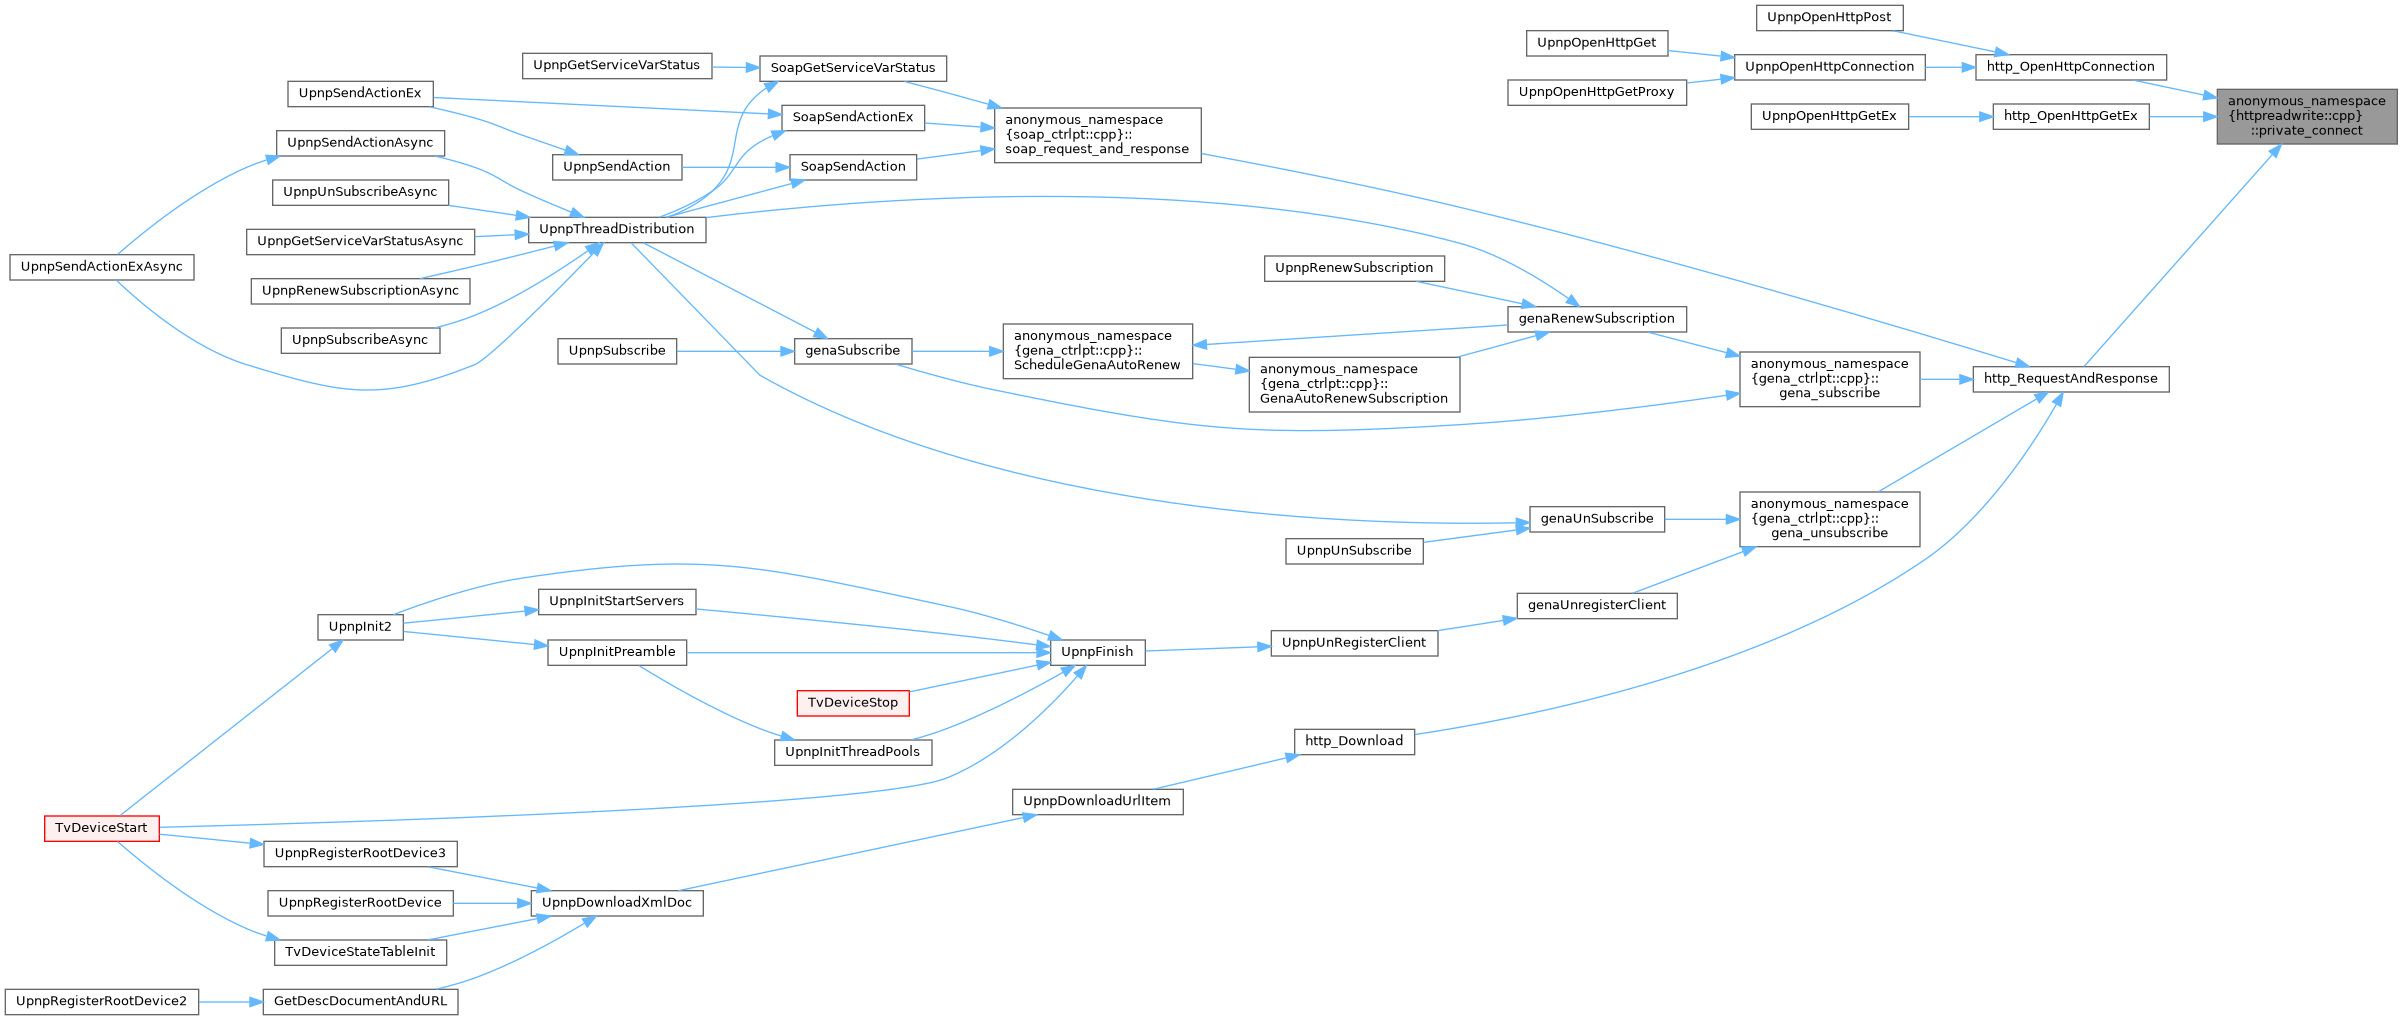 UpnpOpenHttpPost
UpnpOpenHttpGet
UpnpGetServiceVarStatus
SoapGetServiceVarStatus
UpnpOpenHttpConnection
http_OpenHttpConnection
UpnpSendActionEx
UpnpOpenHttpGetProxy
anonymous_namespace
{httpreadwrite::cpp}
::private_connect
SoapSendActionEx
UpnpOpenHttpGetEx
http_OpenHttpGetEx
anonymous_namespace
{soap_ctrlpt::cpp}::
soap_request_and_response
UpnpSendActionAsync
UpnpSendAction
SoapSendAction
UpnpUnSubscribeAsync
UpnpThreadDistribution
UpnpGetServiceVarStatusAsync
UpnpSendActionExAsync
UpnpRenewSubscription
UpnpRenewSubscriptionAsync
genaRenewSubscription
UpnpSubscribeAsync
UpnpSubscribe
genaSubscribe
anonymous_namespace
{gena_ctrlpt::cpp}::
ScheduleGenaAutoRenew
anonymous_namespace
{gena_ctrlpt::cpp}::
GenaAutoRenewSubscription
anonymous_namespace
{gena_ctrlpt::cpp}::
gena_subscribe
http_RequestAndResponse
genaUnSubscribe
anonymous_namespace
{gena_ctrlpt::cpp}::
gena_unsubscribe
UpnpUnSubscribe
UpnpInitStartServers
genaUnregisterClient
UpnpInit2
UpnpInitPreamble
UpnpFinish
UpnpUnRegisterClient
TvDeviceStop
UpnpInitThreadPools
http_Download
UpnpDownloadUrlItem
TvDeviceStart
UpnpRegisterRootDevice3
UpnpRegisterRootDevice
UpnpDownloadXmlDoc
TvDeviceStateTableInit
UpnpRegisterRootDevice2
GetDescDocumentAndURL